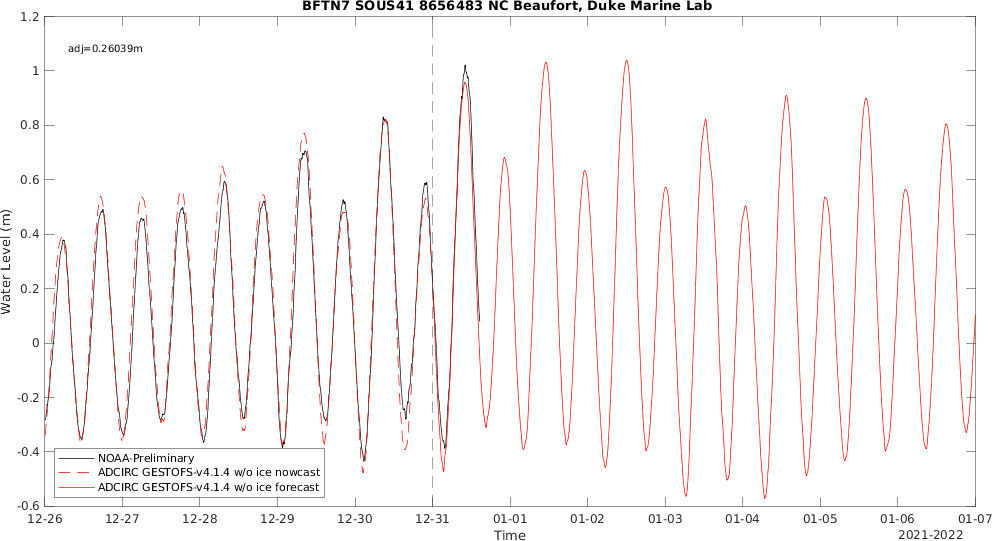 BFTN7 SOUS41 8656483 NC Beaufort, Duke Marine Lab
1.2
adj=0.26039m
1
0.8
0.6
0.4
0.2
0
-0.2
-0.4
-0.6
Water Level (m)
NOAA-Preliminary
ADCIRC GESTOFS-v4.1.4 w/o ice nowcast
ADCIRC GESTOFS-v4.1.4 w/o ice forecast
12-26 12-27 12-28 12-29 12-30 12-31 01-01 01-02 01-03 01-04 01-05 01-06 01-07
Time
2021-2022